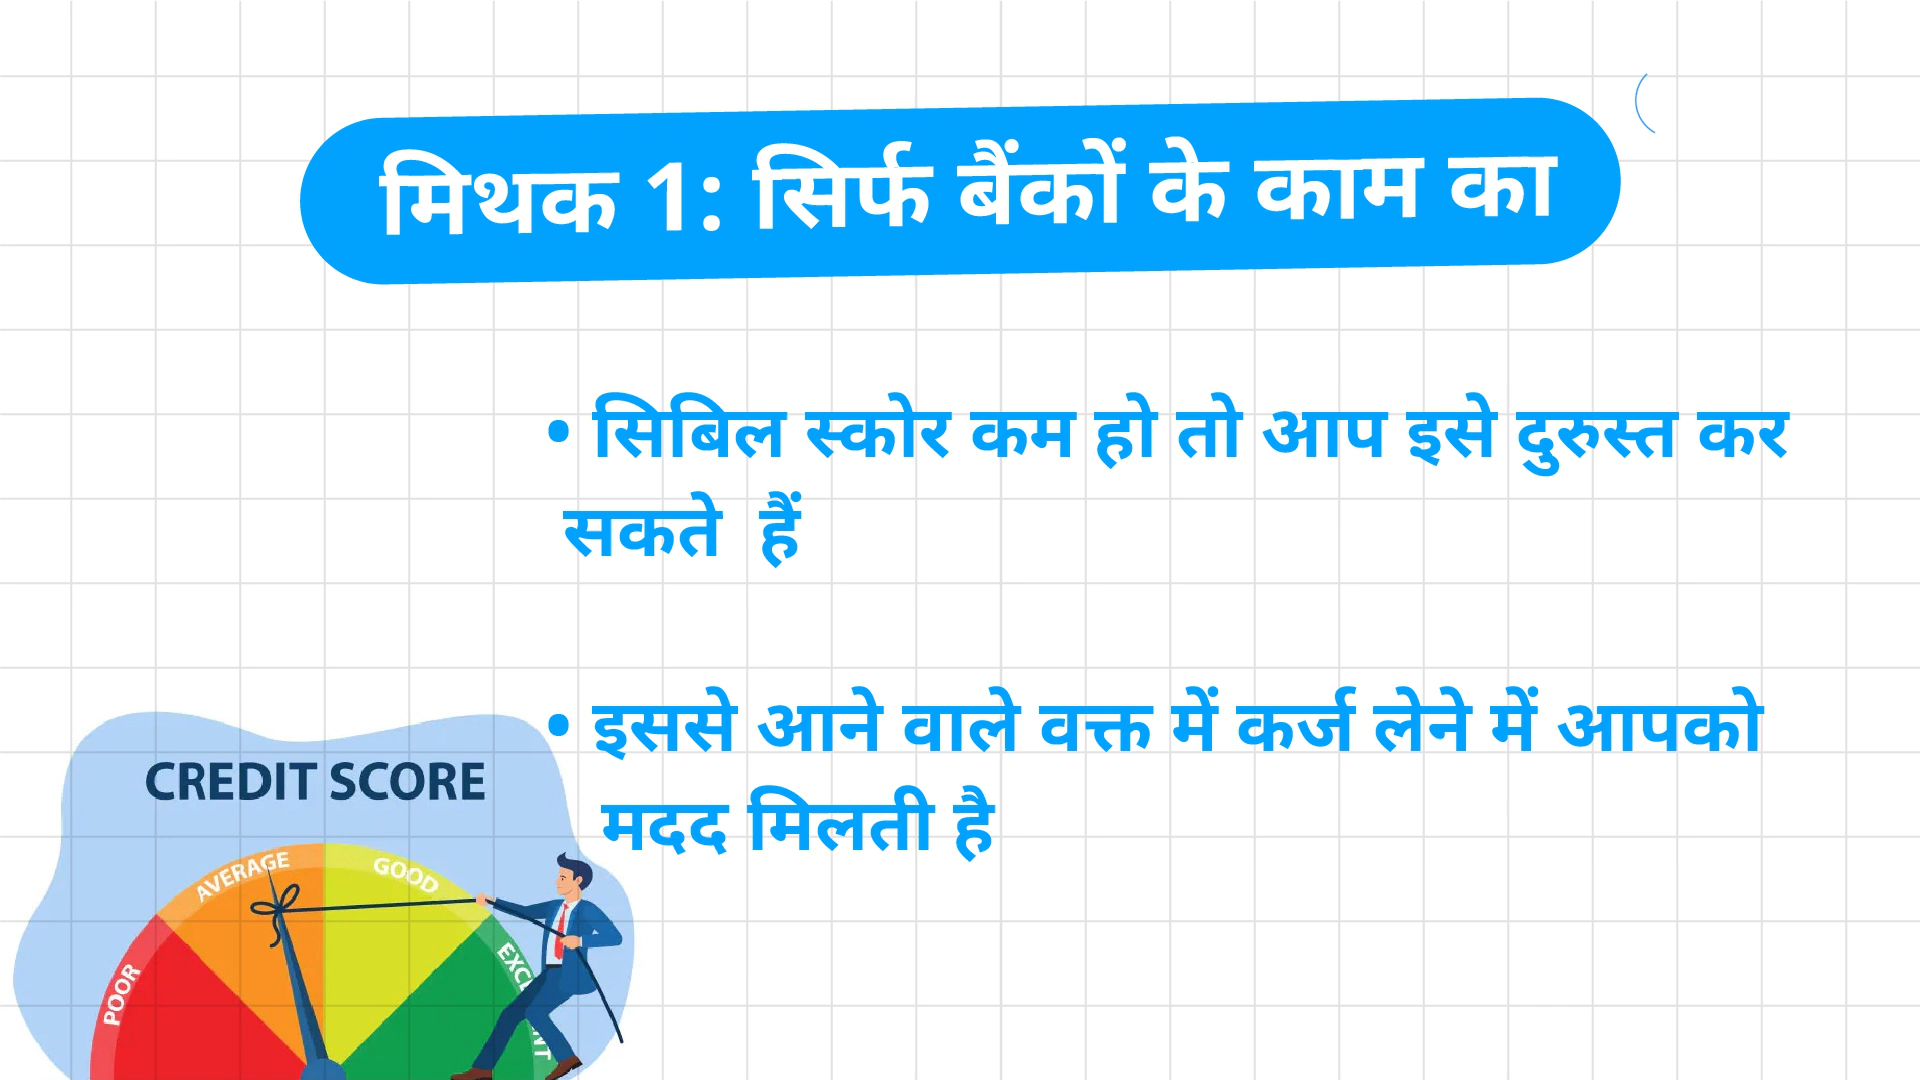 मिथक 1: सिर्फ बैंकों के काम का
• सिबिल स्कोर कम हो तो आप इसे दुरुस्त कर
सकते हैं
• इससे आने वाले वक्त में कर्ज लेने में आपको
मदद मिलती है
CREDIT SCORE
POOR
AVERAGE
GOOD